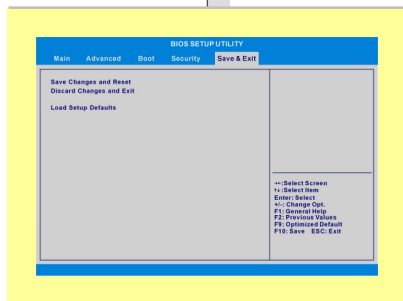 BIOS SETUP UTILITY
Main Advanced Boot Security Save & Exit
Save Changes and Reset
Discard Changes and Exit
Load Setup Defaults
↔:Select Screen
↑↓:Select Item
Enter: Select
+/-: Change Opt.
F1: General Help
F2: Previous Values
F9: Optimized Default
F10: Save ESC: Exit